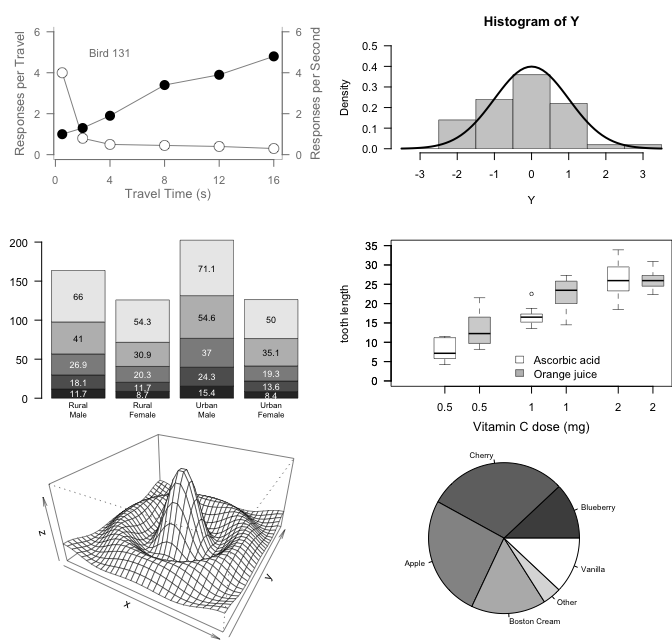 Responses per Travel
6
4
2
0
Bird 131
6
4
2
0
Responses per Second
0
4
8
12
16
Travel Time (s)
Histogram of Y
Density
0.5
0.4
0.3
0.2
0.1
0.0
-3
-2
-1
0
1
2
3
Y
200
150
100
50
0
66
41
26.9
18.1
11.7
54.3
30.9
20.3
11.7
8.7
71.1
54.6
37
24.3
15.4
50
35.1
19.3
13.6
8.4
Rural
Male
Rural
Female
Urban
Male
Urban
Female
tooth length
35
30
25
20
15
10
5
0
Ascorbic acid
Orange juice
0.5
0.5
1
1
2
2
Vitamin C dose (mg)
z
x
y
Cherry
Blueberry
Apple
Vanilla
Other
Boston Cream